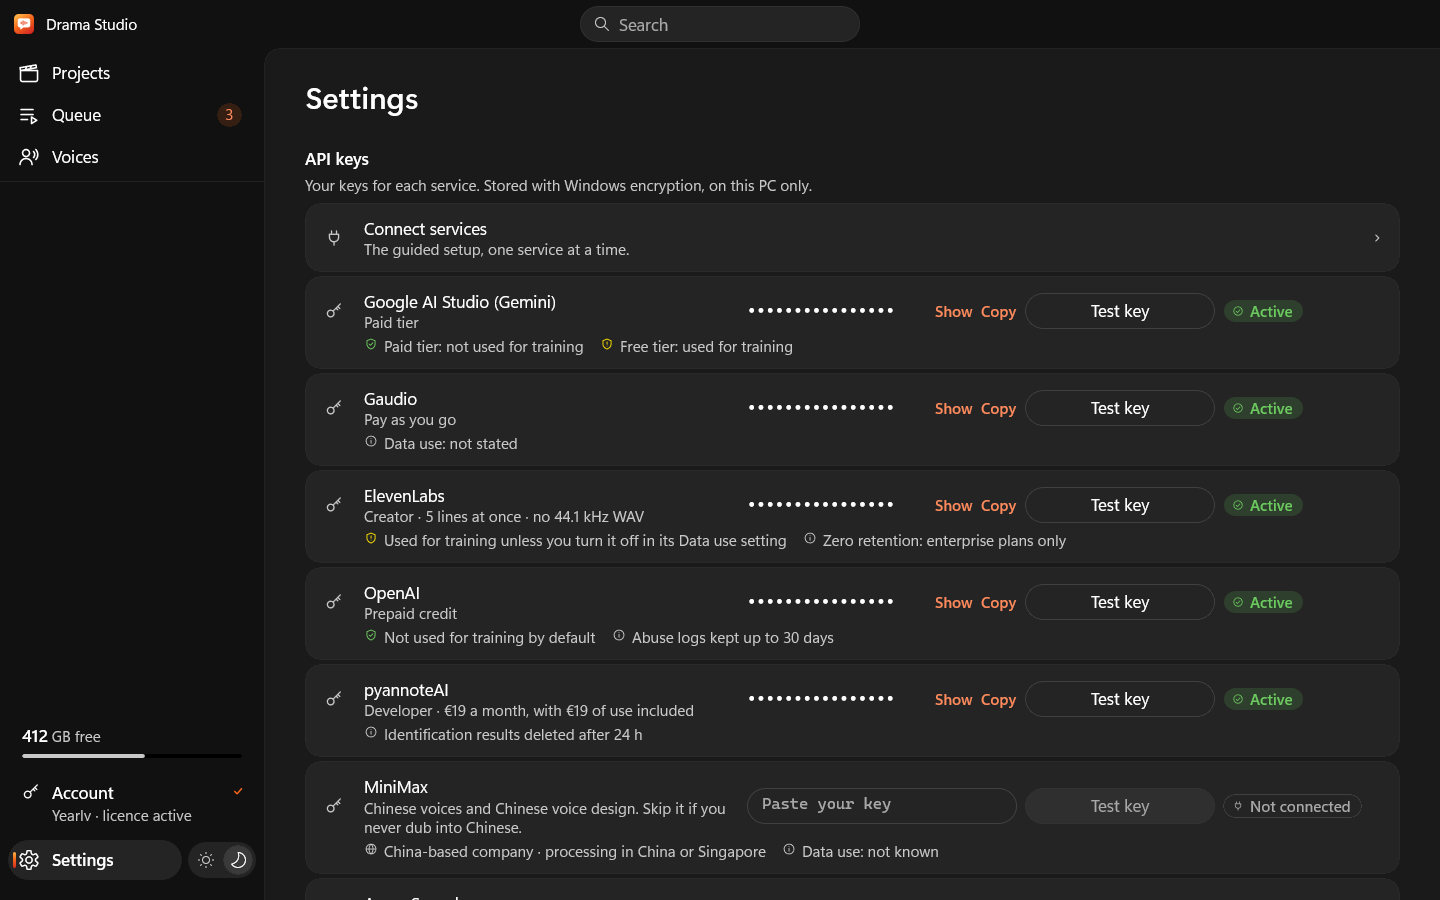 Drama Studio
Search
Projects
Queue 3
Voices
Settings
API keys
Your keys for each service. Stored with Windows encryption, on this PC only.
Connect services
The guided setup, one service at a time.
Google AI Studio (Gemini)
Paid tier
•••••••••••••••• Show Copy Test key Active
Paid tier: not used for training Free tier: used for training
Gaudio
Pay as you go
•••••••••••••••• Show Copy Test key Active
Data use: not stated
ElevenLabs
Creator · 5 lines at once · no 44.1 kHz WAV
•••••••••••••••• Show Copy Test key Active
Used for training unless you turn it off in its Data use setting Zero retention: enterprise plans only
OpenAI
Prepaid credit
•••••••••••••••• Show Copy Test key Active
Not used for training by default Abuse logs kept up to 30 days
pyannoteAI
Developer · €19 a month, with €19 of use included
•••••••••••••••• Show Copy Test key Active
Identification results deleted after 24 h
MiniMax
Chinese voices and Chinese voice design. Skip it if you
never dub into Chinese.
Paste your key Test key Not connected
China-based company · processing in China or Singapore Data use: not known
412 GB free
Account
Yearly · licence active
Settings